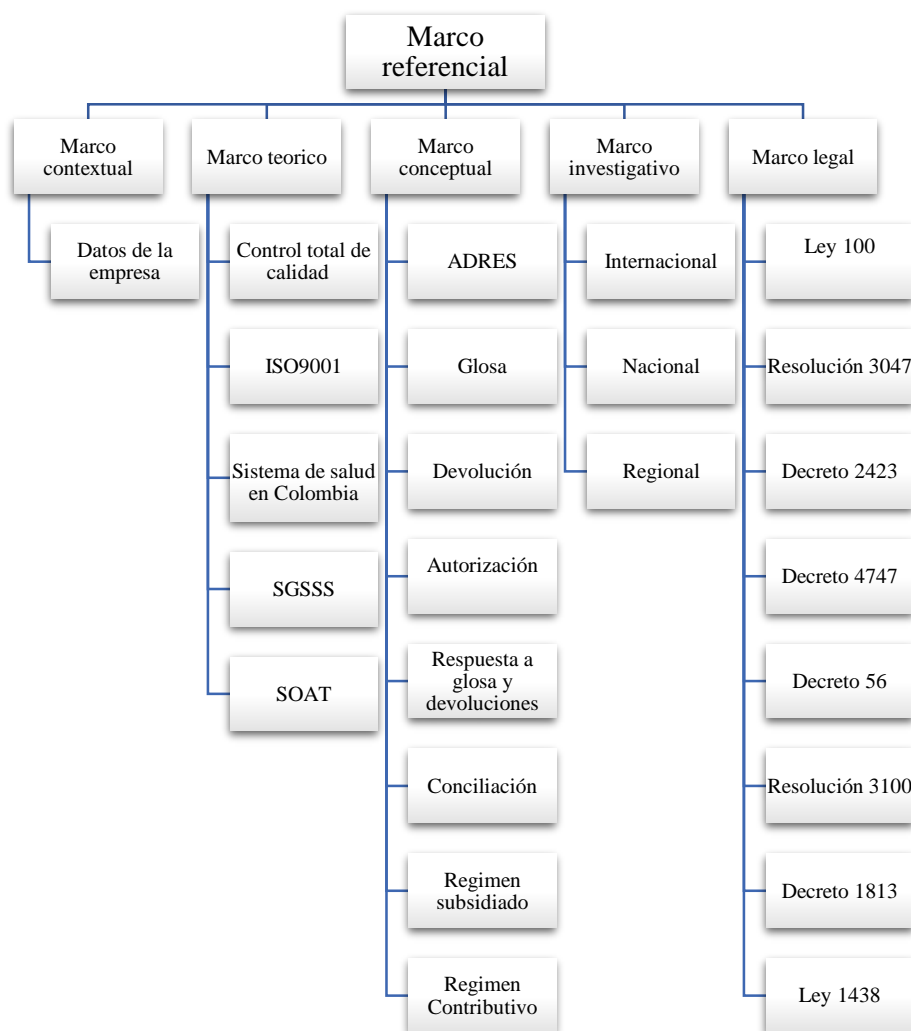 Marco
referencial
Marco
contextual
Datos de la
empresa
Marco teorico
Control total de
calidad
ISO9001
Sistema de salud
en Colombia
SGSSS
SOAT
Marco
conceptual
ADRES
Glosa
Devolución
Autorización
Respuesta a
glosa y
devoluciones
Conciliación
Regimen
subsidiado
Regimen
Contributivo
Marco
investigativo
Internacional
Nacional
Regional
Marco legal
Ley 100
Resolución 3047
Decreto 2423
Decreto 4747
Decreto 56
Resolución 3100
Decreto 1813
Ley 1438